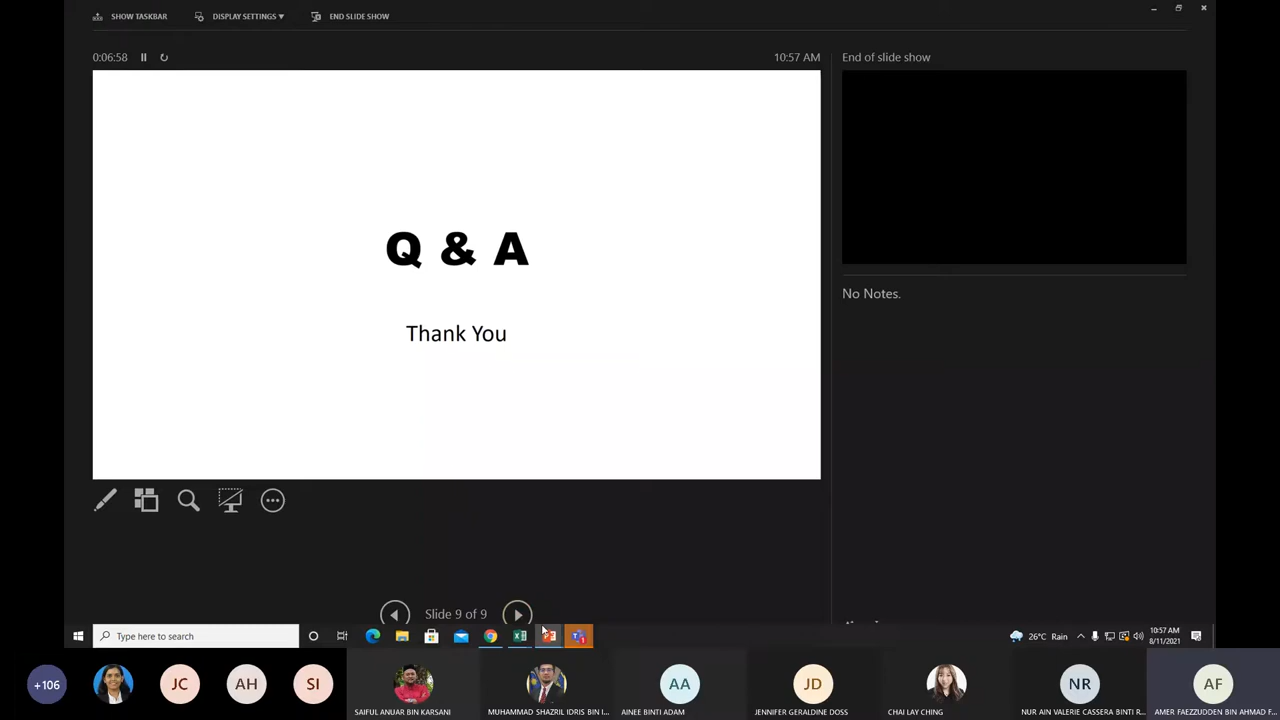 SHOW TASKBAR
DISPLAY SETTINGS ▼
END SLIDE SHOW
0:06:58
10:57 AM
End of slide show
Q & A
Thank You
No Notes.
Slide 9 of 9
Type here to search
26°C Rain
10:57 AM
8/11/2021
+106
JC
AH
SI
SAIFUL ANUAR BIN KARSANI
MUHAMMAD SHAZRIL IDRIS BIN I...
AA
AINEE BINTI ADAM
JD
JENNIFER GERALDINE DOSS
CHAI LAY CHING
NR
NUR AIN VALERIE CASSERA BINTI R...
AF
AMER FAEZZUDDEN BIN AHMAD F...